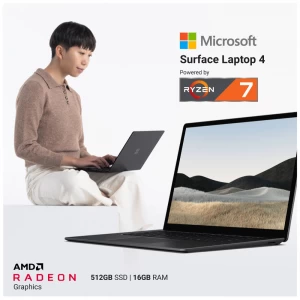 Microsoft
Surface Laptop 4
Powered by
RYZEN 7
AMD
RADEON
Graphics
512GB SSD | 16GB RAM